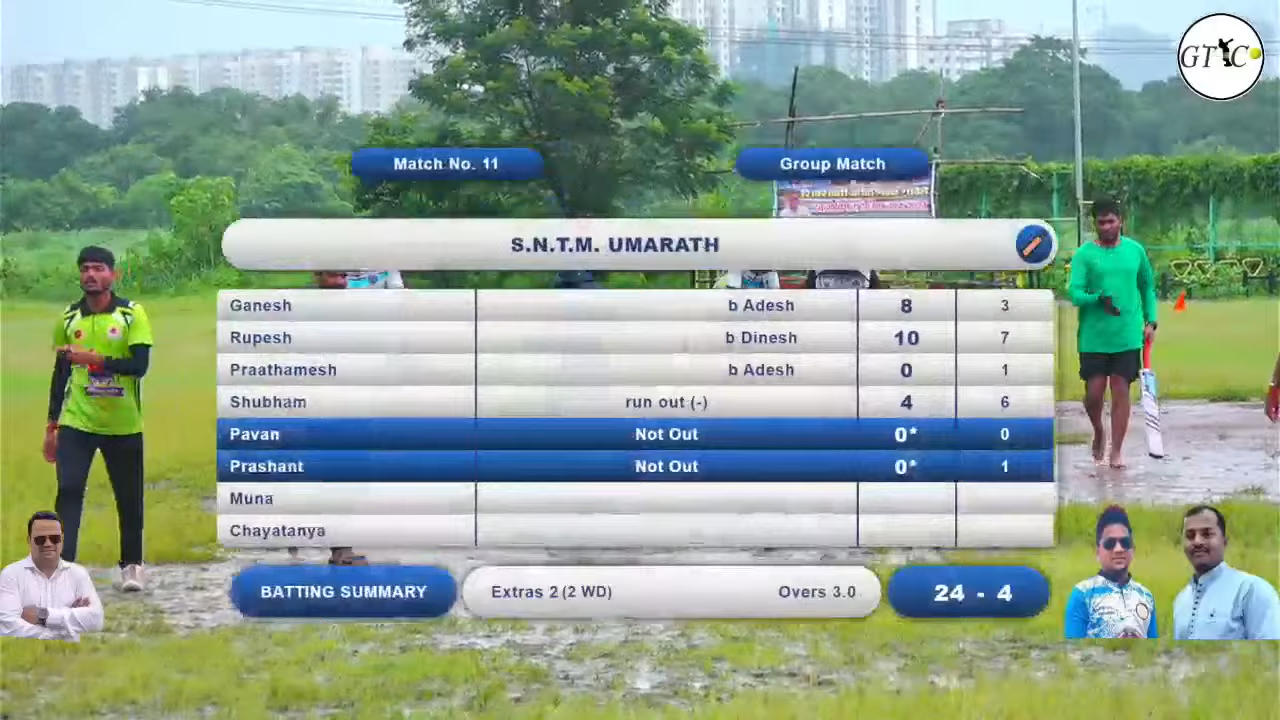 GTCC
Match No. 11
Group Match
S.N.T.M. UMARATH
Ganesh b Adesh 8 3
Rupesh b Dinesh 10 7
Praathamesh b Adesh 0 1
Shubham run out (-) 4 6
Pavan Not Out 0* 0
Prashant Not Out 0* 1
Muna
Chayatanya
BATTING SUMMARY Extras 2 (2 WD) Overs 3.0 24 - 4